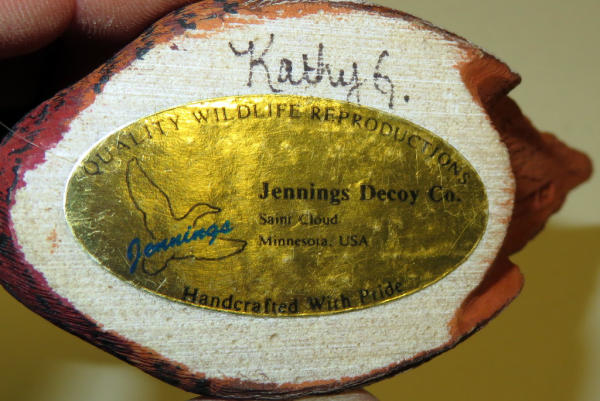 Kathy G.
QUALITY WILDLIFE REPRODUCTIONS
Jennings Decoy Co.
Saint Cloud
Minnesota, USA
Jennings
Handcrafted With Pride